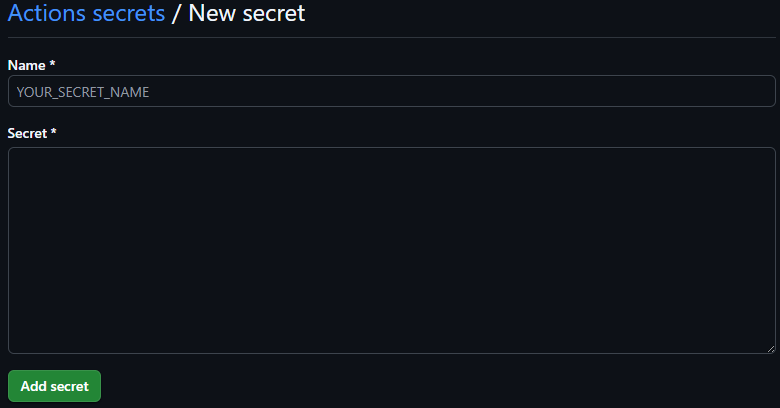 Actions secrets / New secret
Name *
YOUR_SECRET_NAME
Secret *
Add secret